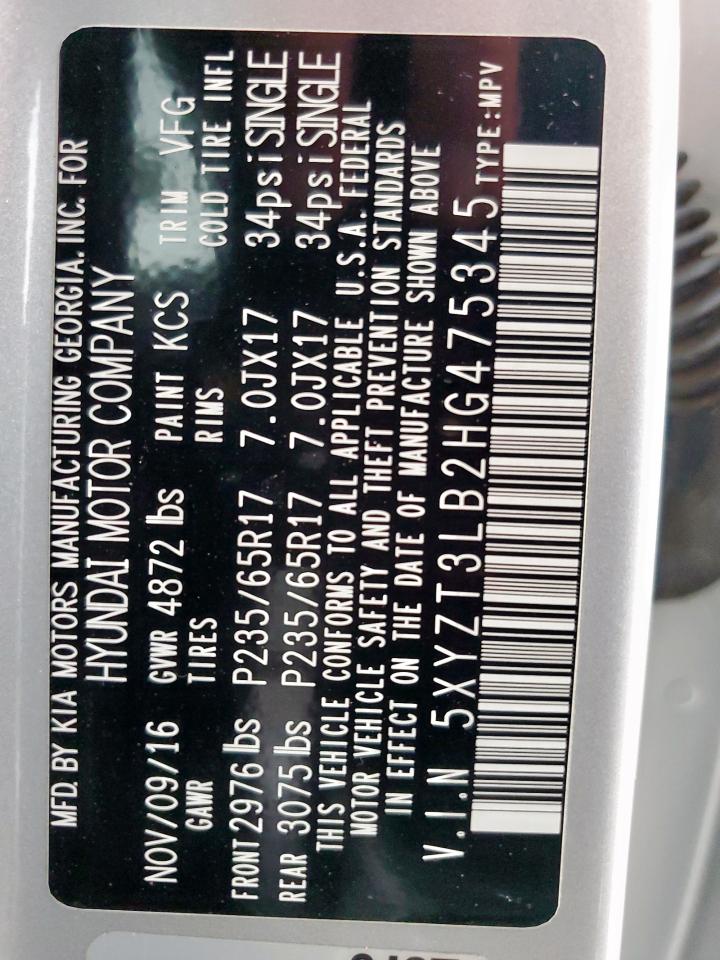 MFD. BY KIA MOTORS MANUFACTURING GEORGIA, INC. FOR
HYUNDAI MOTOR COMPANY
NOV/09/16 GVWR 4872 lbs PAINT KCS TRIM VFG
GAWR TIRES RIMS COLD TIRE INFL
FRONT 2976 lbs P235/65R17 7.0JX17 34psi SINGLE
REAR 3075 lbs P235/65R17 7.0JX17 34psi SINGLE
THIS VEHICLE CONFORMS TO ALL APPLICABLE U.S.A. FEDERAL
MOTOR VEHICLE SAFETY AND THEFT PREVENTION STANDARDS
IN EFFECT ON THE DATE OF MANUFACTURE SHOWN ABOVE
V.I.N 5XYZT3LB2HG475345 TYPE:MPV